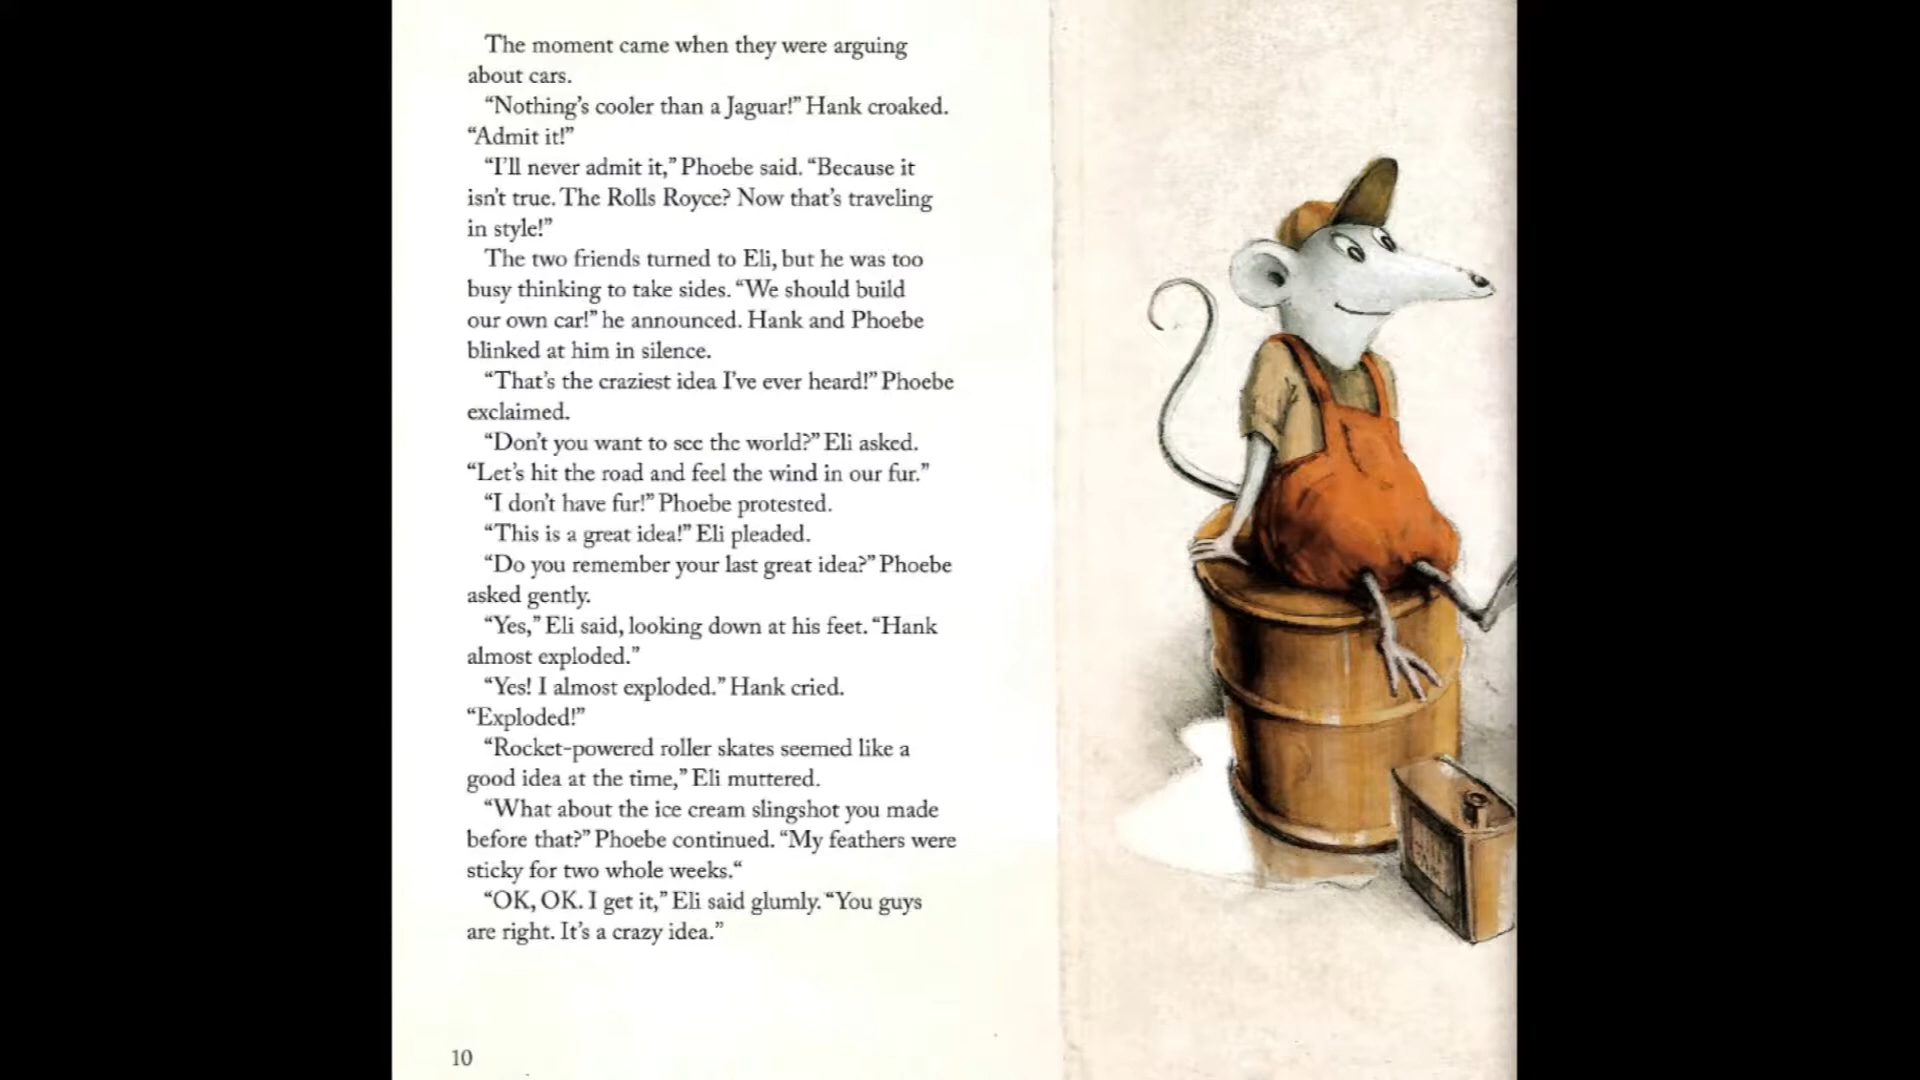 The moment came when they were arguing
about cars.
“Nothing’s cooler than a Jaguar!” Hank croaked.
“Admit it!”
“I’ll never admit it,” Phoebe said. “Because it
isn’t true. The Rolls Royce? Now that’s traveling
in style!”
The two friends turned to Eli, but he was too
busy thinking to take sides. “We should build
our own car!” he announced. Hank and Phoebe
blinked at him in silence.
“That’s the craziest idea I’ve ever heard!” Phoebe
exclaimed.
“Don’t you want to see the world?” Eli asked.
“Let’s hit the road and feel the wind in our fur.”
“I don’t have fur!” Phoebe protested.
“This is a great idea!” Eli pleaded.
“Do you remember your last great idea?” Phoebe
asked gently.
“Yes,” Eli said, looking down at his feet. “Hank
almost exploded.”
“Yes! I almost exploded.” Hank cried.
“Exploded!”
“Rocket-powered roller skates seemed like a
good idea at the time,” Eli muttered.
“What about the ice cream slingshot you made
before that?” Phoebe continued. “My feathers were
sticky for two whole weeks.“
“OK, OK. I get it,” Eli said glumly. “You guys
are right. It’s a crazy idea.”
10